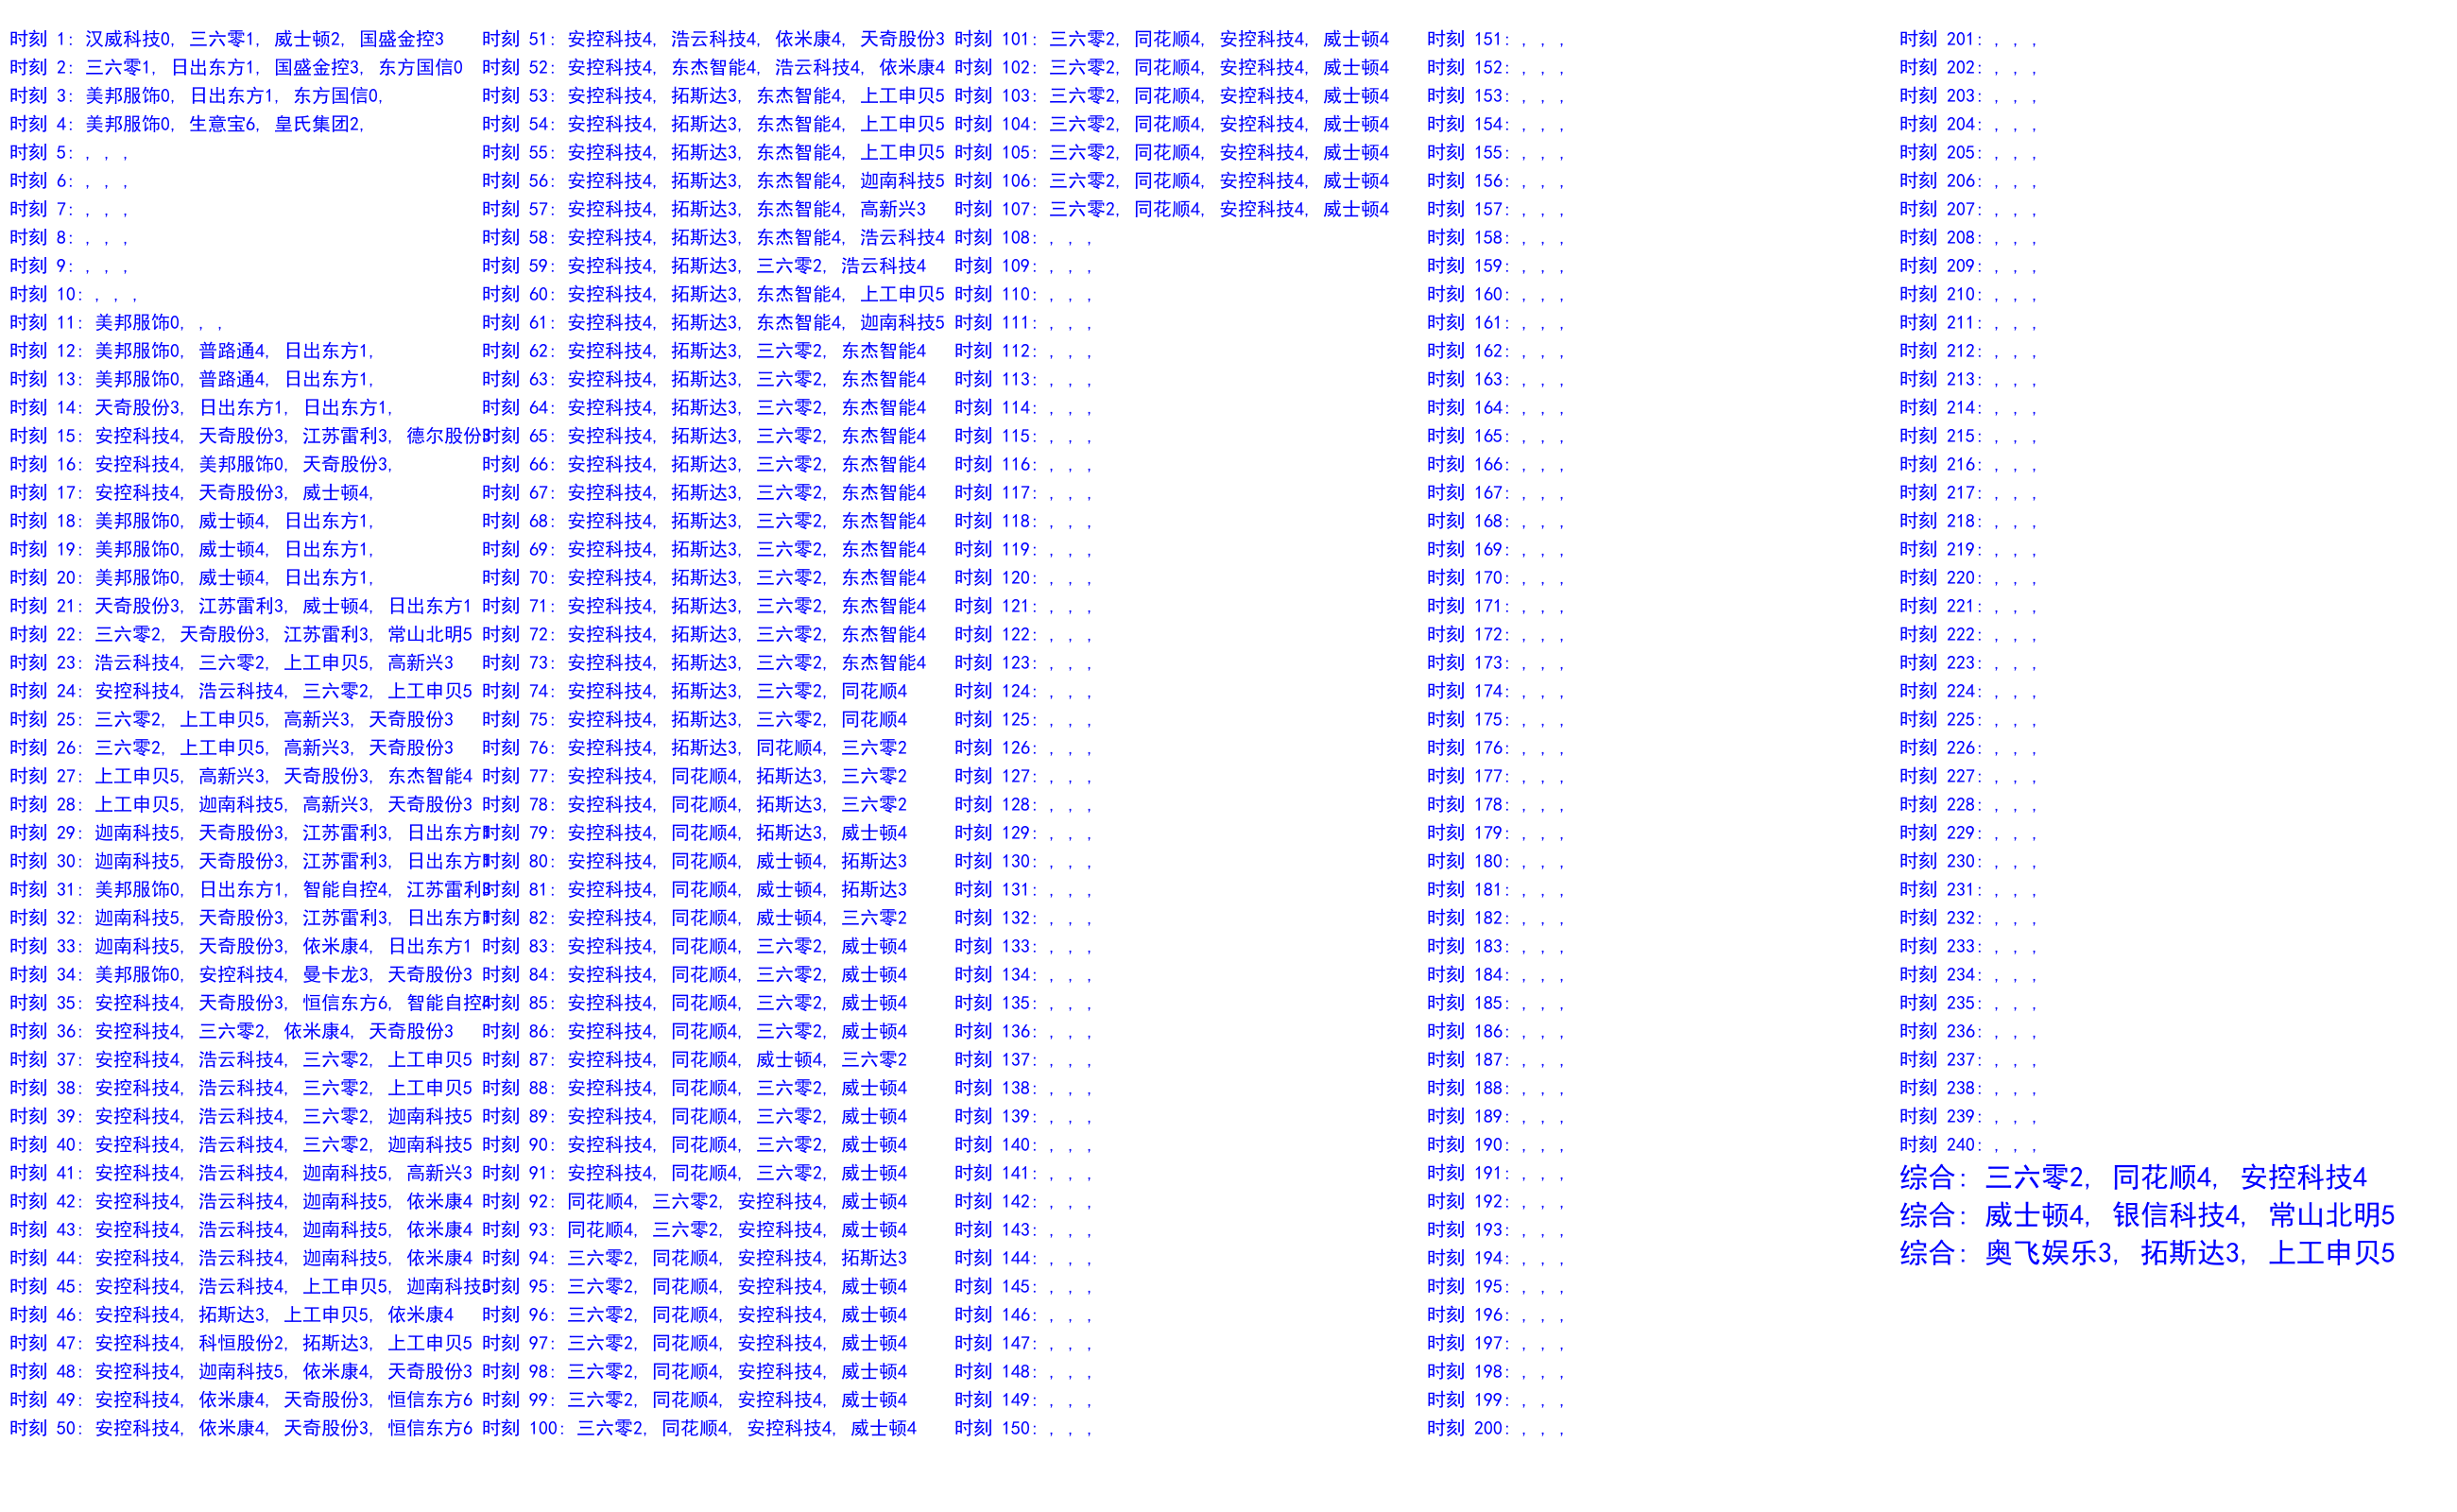 时刻 1: 汉威科技0, 三六零1, 威士顿2, 国盛金控3
时刻 2: 三六零1, 日出东方1, 国盛金控3, 东方国信0
时刻 3: 美邦服饰0, 日出东方1, 东方国信0,
时刻 4: 美邦服饰0, 生意宝6, 皇氏集团2,
时刻 5: , , ,
时刻 6: , , ,
时刻 7: , , ,
时刻 8: , , ,
时刻 9: , , ,
时刻 10: , , ,
时刻 11: 美邦服饰0, , ,
时刻 12: 美邦服饰0, 普路通4, 日出东方1,
时刻 13: 美邦服饰0, 普路通4, 日出东方1,
时刻 14: 天奇股份3, 日出东方1, 日出东方1,
时刻 15: 安控科技4, 天奇股份3, 江苏雷利3, 德尔股份3
时刻 16: 安控科技4, 美邦服饰0, 天奇股份3,
时刻 17: 安控科技4, 天奇股份3, 威士顿4,
时刻 18: 美邦服饰0, 威士顿4, 日出东方1,
时刻 19: 美邦服饰0, 威士顿4, 日出东方1,
时刻 20: 美邦服饰0, 威士顿4, 日出东方1,
时刻 21: 天奇股份3, 江苏雷利3, 威士顿4, 日出东方1
时刻 22: 三六零2, 天奇股份3, 江苏雷利3, 常山北明5
时刻 23: 浩云科技4, 三六零2, 上工申贝5, 高新兴3
时刻 24: 安控科技4, 浩云科技4, 三六零2, 上工申贝5
时刻 25: 三六零2, 上工申贝5, 高新兴3, 天奇股份3
时刻 26: 三六零2, 上工申贝5, 高新兴3, 天奇股份3
时刻 27: 上工申贝5, 高新兴3, 天奇股份3, 东杰智能4
时刻 28: 上工申贝5, 迦南科技5, 高新兴3, 天奇股份3
时刻 29: 迦南科技5, 天奇股份3, 江苏雷利3, 日出东方1
时刻 30: 迦南科技5, 天奇股份3, 江苏雷利3, 日出东方1
时刻 31: 美邦服饰0, 日出东方1, 智能自控4, 江苏雷利3
时刻 32: 迦南科技5, 天奇股份3, 江苏雷利3, 日出东方1
时刻 33: 迦南科技5, 天奇股份3, 依米康4, 日出东方1
时刻 34: 美邦服饰0, 安控科技4, 曼卡龙3, 天奇股份3
时刻 35: 安控科技4, 天奇股份3, 恒信东方6, 智能自控4
时刻 36: 安控科技4, 三六零2, 依米康4, 天奇股份3
时刻 37: 安控科技4, 浩云科技4, 三六零2, 上工申贝5
时刻 38: 安控科技4, 浩云科技4, 三六零2, 上工申贝5
时刻 39: 安控科技4, 浩云科技4, 三六零2, 迦南科技5
时刻 40: 安控科技4, 浩云科技4, 三六零2, 迦南科技5
时刻 41: 安控科技4, 浩云科技4, 迦南科技5, 高新兴3
时刻 42: 安控科技4, 浩云科技4, 迦南科技5, 依米康4
时刻 43: 安控科技4, 浩云科技4, 迦南科技5, 依米康4
时刻 44: 安控科技4, 浩云科技4, 迦南科技5, 依米康4
时刻 45: 安控科技4, 浩云科技4, 上工申贝5, 迦南科技5
时刻 46: 安控科技4, 拓斯达3, 上工申贝5, 依米康4
时刻 47: 安控科技4, 科恒股份2, 拓斯达3, 上工申贝5
时刻 48: 安控科技4, 迦南科技5, 依米康4, 天奇股份3
时刻 49: 安控科技4, 依米康4, 天奇股份3, 恒信东方6
时刻 50: 安控科技4, 依米康4, 天奇股份3, 恒信东方6
时刻 51: 安控科技4, 浩云科技4, 依米康4, 天奇股份3
时刻 52: 安控科技4, 东杰智能4, 浩云科技4, 依米康4
时刻 53: 安控科技4, 拓斯达3, 东杰智能4, 上工申贝5
时刻 54: 安控科技4, 拓斯达3, 东杰智能4, 上工申贝5
时刻 55: 安控科技4, 拓斯达3, 东杰智能4, 上工申贝5
时刻 56: 安控科技4, 拓斯达3, 东杰智能4, 迦南科技5
时刻 57: 安控科技4, 拓斯达3, 东杰智能4, 高新兴3
时刻 58: 安控科技4, 拓斯达3, 东杰智能4, 浩云科技4
时刻 59: 安控科技4, 拓斯达3, 三六零2, 浩云科技4
时刻 60: 安控科技4, 拓斯达3, 东杰智能4, 上工申贝5
时刻 61: 安控科技4, 拓斯达3, 东杰智能4, 迦南科技5
时刻 62: 安控科技4, 拓斯达3, 三六零2, 东杰智能4
时刻 63: 安控科技4, 拓斯达3, 三六零2, 东杰智能4
时刻 64: 安控科技4, 拓斯达3, 三六零2, 东杰智能4
时刻 65: 安控科技4, 拓斯达3, 三六零2, 东杰智能4
时刻 66: 安控科技4, 拓斯达3, 三六零2, 东杰智能4
时刻 67: 安控科技4, 拓斯达3, 三六零2, 东杰智能4
时刻 68: 安控科技4, 拓斯达3, 三六零2, 东杰智能4
时刻 69: 安控科技4, 拓斯达3, 三六零2, 东杰智能4
时刻 70: 安控科技4, 拓斯达3, 三六零2, 东杰智能4
时刻 71: 安控科技4, 拓斯达3, 三六零2, 东杰智能4
时刻 72: 安控科技4, 拓斯达3, 三六零2, 东杰智能4
时刻 73: 安控科技4, 拓斯达3, 三六零2, 东杰智能4
时刻 74: 安控科技4, 拓斯达3, 三六零2, 同花顺4
时刻 75: 安控科技4, 拓斯达3, 三六零2, 同花顺4
时刻 76: 安控科技4, 拓斯达3, 同花顺4, 三六零2
时刻 77: 安控科技4, 同花顺4, 拓斯达3, 三六零2
时刻 78: 安控科技4, 同花顺4, 拓斯达3, 三六零2
时刻 79: 安控科技4, 同花顺4, 拓斯达3, 威士顿4
时刻 80: 安控科技4, 同花顺4, 威士顿4, 拓斯达3
时刻 81: 安控科技4, 同花顺4, 威士顿4, 拓斯达3
时刻 82: 安控科技4, 同花顺4, 威士顿4, 三六零2
时刻 83: 安控科技4, 同花顺4, 三六零2, 威士顿4
时刻 84: 安控科技4, 同花顺4, 三六零2, 威士顿4
时刻 85: 安控科技4, 同花顺4, 三六零2, 威士顿4
时刻 86: 安控科技4, 同花顺4, 三六零2, 威士顿4
时刻 87: 安控科技4, 同花顺4, 威士顿4, 三六零2
时刻 88: 安控科技4, 同花顺4, 三六零2, 威士顿4
时刻 89: 安控科技4, 同花顺4, 三六零2, 威士顿4
时刻 90: 安控科技4, 同花顺4, 三六零2, 威士顿4
时刻 91: 安控科技4, 同花顺4, 三六零2, 威士顿4
时刻 92: 同花顺4, 三六零2, 安控科技4, 威士顿4
时刻 93: 同花顺4, 三六零2, 安控科技4, 威士顿4
时刻 94: 三六零2, 同花顺4, 安控科技4, 拓斯达3
时刻 95: 三六零2, 同花顺4, 安控科技4, 威士顿4
时刻 96: 三六零2, 同花顺4, 安控科技4, 威士顿4
时刻 97: 三六零2, 同花顺4, 安控科技4, 威士顿4
时刻 98: 三六零2, 同花顺4, 安控科技4, 威士顿4
时刻 99: 三六零2, 同花顺4, 安控科技4, 威士顿4
时刻 100: 三六零2, 同花顺4, 安控科技4, 威士顿4
时刻 101: 三六零2, 同花顺4, 安控科技4, 威士顿4
时刻 102: 三六零2, 同花顺4, 安控科技4, 威士顿4
时刻 103: 三六零2, 同花顺4, 安控科技4, 威士顿4
时刻 104: 三六零2, 同花顺4, 安控科技4, 威士顿4
时刻 105: 三六零2, 同花顺4, 安控科技4, 威士顿4
时刻 106: 三六零2, 同花顺4, 安控科技4, 威士顿4
时刻 107: 三六零2, 同花顺4, 安控科技4, 威士顿4
时刻 108: , , ,
时刻 109: , , ,
时刻 110: , , ,
时刻 111: , , ,
时刻 112: , , ,
时刻 113: , , ,
时刻 114: , , ,
时刻 115: , , ,
时刻 116: , , ,
时刻 117: , , ,
时刻 118: , , ,
时刻 119: , , ,
时刻 120: , , ,
时刻 121: , , ,
时刻 122: , , ,
时刻 123: , , ,
时刻 124: , , ,
时刻 125: , , ,
时刻 126: , , ,
时刻 127: , , ,
时刻 128: , , ,
时刻 129: , , ,
时刻 130: , , ,
时刻 131: , , ,
时刻 132: , , ,
时刻 133: , , ,
时刻 134: , , ,
时刻 135: , , ,
时刻 136: , , ,
时刻 137: , , ,
时刻 138: , , ,
时刻 139: , , ,
时刻 140: , , ,
时刻 141: , , ,
时刻 142: , , ,
时刻 143: , , ,
时刻 144: , , ,
时刻 145: , , ,
时刻 146: , , ,
时刻 147: , , ,
时刻 148: , , ,
时刻 149: , , ,
时刻 150: , , ,
时刻 151: , , ,
时刻 152: , , ,
时刻 153: , , ,
时刻 154: , , ,
时刻 155: , , ,
时刻 156: , , ,
时刻 157: , , ,
时刻 158: , , ,
时刻 159: , , ,
时刻 160: , , ,
时刻 161: , , ,
时刻 162: , , ,
时刻 163: , , ,
时刻 164: , , ,
时刻 165: , , ,
时刻 166: , , ,
时刻 167: , , ,
时刻 168: , , ,
时刻 169: , , ,
时刻 170: , , ,
时刻 171: , , ,
时刻 172: , , ,
时刻 173: , , ,
时刻 174: , , ,
时刻 175: , , ,
时刻 176: , , ,
时刻 177: , , ,
时刻 178: , , ,
时刻 179: , , ,
时刻 180: , , ,
时刻 181: , , ,
时刻 182: , , ,
时刻 183: , , ,
时刻 184: , , ,
时刻 185: , , ,
时刻 186: , , ,
时刻 187: , , ,
时刻 188: , , ,
时刻 189: , , ,
时刻 190: , , ,
时刻 191: , , ,
时刻 192: , , ,
时刻 193: , , ,
时刻 194: , , ,
时刻 195: , , ,
时刻 196: , , ,
时刻 197: , , ,
时刻 198: , , ,
时刻 199: , , ,
时刻 200: , , ,
时刻 201: , , ,
时刻 202: , , ,
时刻 203: , , ,
时刻 204: , , ,
时刻 205: , , ,
时刻 206: , , ,
时刻 207: , , ,
时刻 208: , , ,
时刻 209: , , ,
时刻 210: , , ,
时刻 211: , , ,
时刻 212: , , ,
时刻 213: , , ,
时刻 214: , , ,
时刻 215: , , ,
时刻 216: , , ,
时刻 217: , , ,
时刻 218: , , ,
时刻 219: , , ,
时刻 220: , , ,
时刻 221: , , ,
时刻 222: , , ,
时刻 223: , , ,
时刻 224: , , ,
时刻 225: , , ,
时刻 226: , , ,
时刻 227: , , ,
时刻 228: , , ,
时刻 229: , , ,
时刻 230: , , ,
时刻 231: , , ,
时刻 232: , , ,
时刻 233: , , ,
时刻 234: , , ,
时刻 235: , , ,
时刻 236: , , ,
时刻 237: , , ,
时刻 238: , , ,
时刻 239: , , ,
时刻 240: , , ,
综合: 三六零2, 同花顺4, 安控科技4
综合: 威士顿4, 银信科技4, 常山北明5
综合: 奥飞娱乐3, 拓斯达3, 上工申贝5